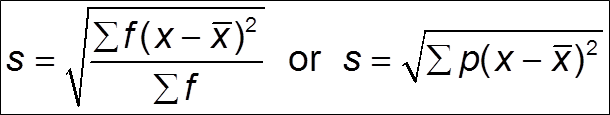 s = √(∑f(x − x̅)² / ∑f) or s = √(∑p(x − x̅)²)